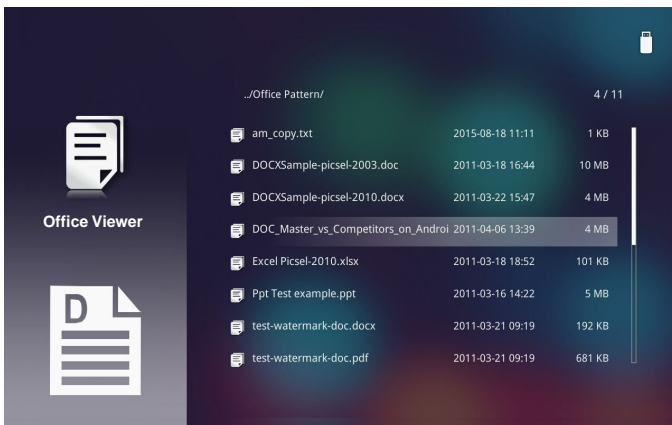 ../Office Pattern/ 4 / 11
am_copy.txt 2015-08-18 11:11 1 KB
DOCXSample-picsel-2003.doc 2011-03-18 16:44 10 MB
DOCXSample-picsel-2010.docx 2011-03-22 15:47 4 MB
Office Viewer
DOC_Master_vs_Competitors_on_Androi 2011-04-06 13:39 4 MB
Excel Picsel-2010.xlsx 2011-03-18 18:52 101 KB
Ppt Test example.ppt 2011-03-16 14:22 5 MB
D
test-watermark-doc.docx 2011-03-21 09:19 192 KB
test-watermark-doc.pdf 2011-03-21 09:19 681 KB